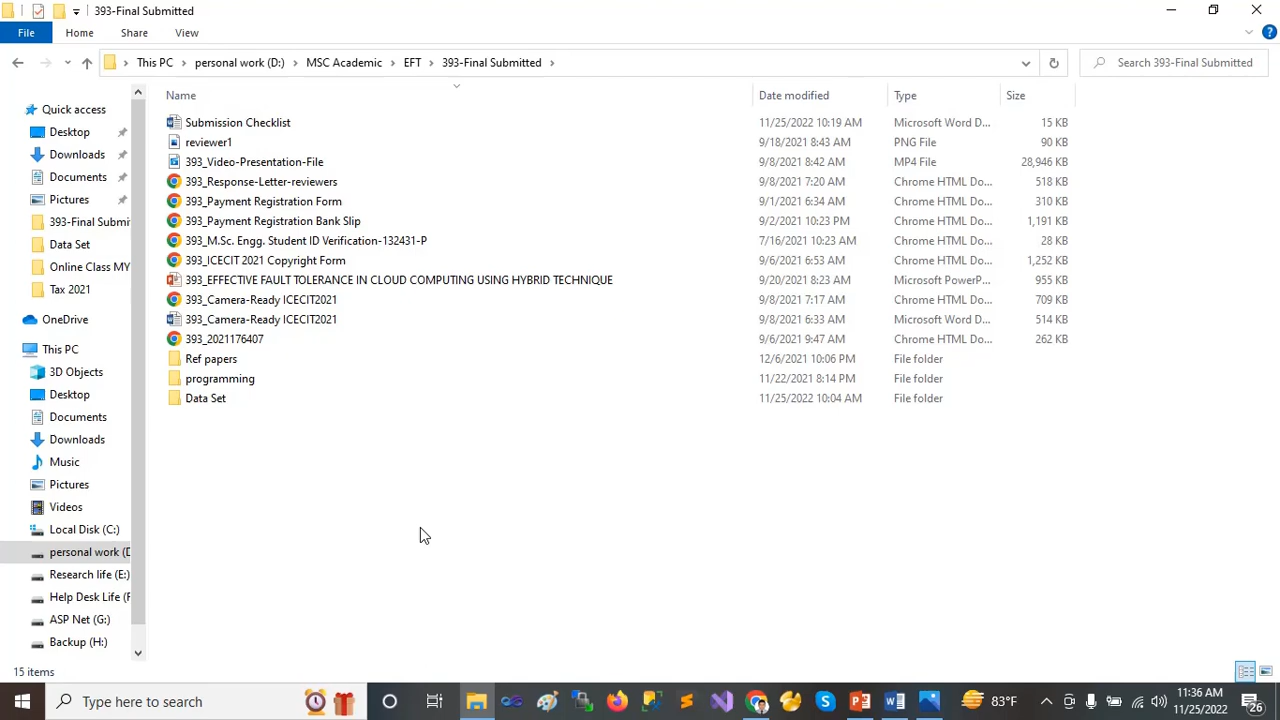 393-Final Submitted
File Home Share View
This PC personal work (D:) MSC Academic EFT 393-Final Submitted Search 393-Final Submitted
Name Date modified Type Size
Quick access
Desktop
Downloads
Documents
Pictures
393-Final Submi
Data Set
Online Class MY
Tax 2021
OneDrive
This PC
3D Objects
Desktop
Documents
Downloads
Music
Pictures
Videos
Local Disk (C:)
personal work (D
Research life (E:)
Help Desk Life (F
ASP Net (G:)
Backup (H:)
Submission Checklist 11/25/2022 10:19 AM Microsoft Word D... 15 KB
reviewer1 9/18/2021 8:43 AM PNG File 90 KB
393_Video-Presentation-File 9/8/2021 8:42 AM MP4 File 28,946 KB
393_Response-Letter-reviewers 9/8/2021 7:20 AM Chrome HTML Do... 518 KB
393_Payment Registration Form 9/1/2021 6:34 AM Chrome HTML Do... 310 KB
393_Payment Registration Bank Slip 9/2/2021 10:23 PM Chrome HTML Do... 1,191 KB
393_M.Sc. Engg. Student ID Verification-132431-P 7/16/2021 10:23 AM Chrome HTML Do... 28 KB
393_ICECIT 2021 Copyright Form 9/6/2021 6:53 AM Chrome HTML Do... 1,252 KB
393_EFFECTIVE FAULT TOLERANCE IN CLOUD COMPUTING USING HYBRID TECHNIQUE 9/20/2021 8:23 AM Microsoft PowerP... 955 KB
393_Camera-Ready ICECIT2021 9/8/2021 7:17 AM Chrome HTML Do... 709 KB
393_Camera-Ready ICECIT2021 9/8/2021 6:33 AM Microsoft Word D... 514 KB
393_2021176407 9/6/2021 9:47 AM Chrome HTML Do... 262 KB
Ref papers 12/6/2021 10:06 PM File folder
programming 11/22/2021 8:14 PM File folder
Data Set 11/25/2022 10:04 AM File folder
15 items
Type here to search
83°F
11:36 AM
11/25/2022
26